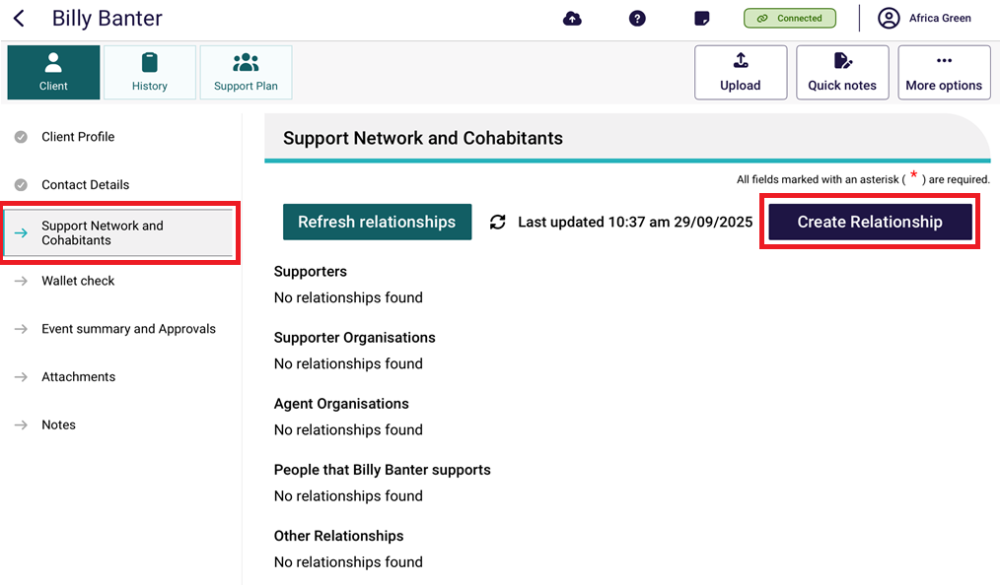 Billy Banter
Connected
Africa Green
Client
History
Support Plan
Upload
Quick notes
More options
Client Profile
Contact Details
Support Network and
Cohabitants
Wallet check
Event summary and Approvals
Attachments
Notes
Support Network and Cohabitants
All fields marked with an asterisk ( * ) are required.
Refresh relationships
Last updated 10:37 am 29/09/2025
Create Relationship
Supporters
No relationships found
Supporter Organisations
No relationships found
Agent Organisations
No relationships found
People that Billy Banter supports
No relationships found
Other Relationships
No relationships found